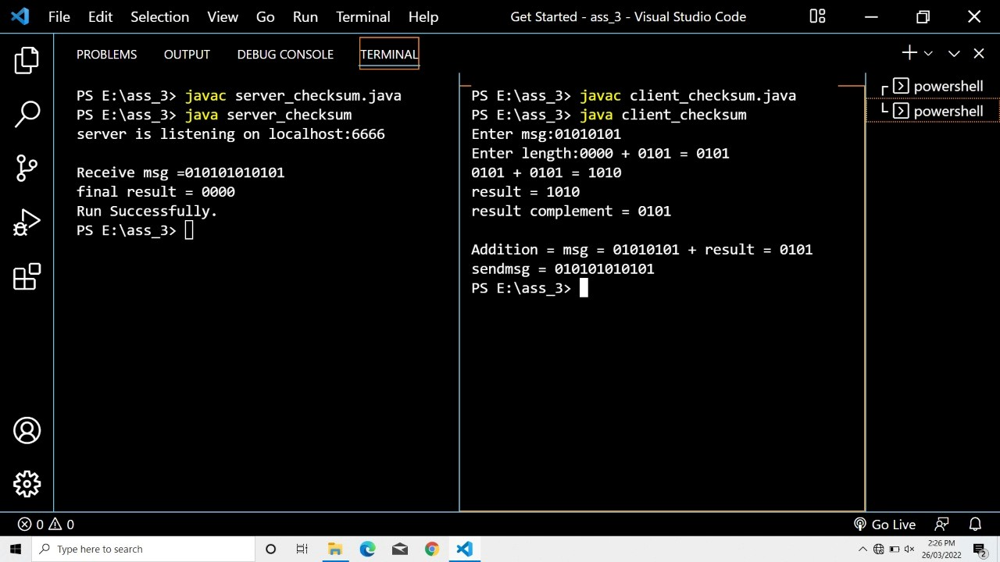 File Edit Selection View Go Run Terminal Help Get Started - ass_3 - Visual Studio Code
PROBLEMS OUTPUT DEBUG CONSOLE TERMINAL
PS E:\ass_3> javac server_checksum.java
PS E:\ass_3> java server_checksum
server is listening on localhost:6666
Receive msg =010101010101
final result = 0000
Run Successfully.
PS E:\ass_3>
PS E:\ass_3> javac client_checksum.java
PS E:\ass_3> java client_checksum
Enter msg:01010101
Enter length:0000 + 0101 = 0101
0101 + 0101 = 1010
result = 1010
result complement = 0101
Addition = msg = 01010101 + result = 0101
sendmsg = 010101010101
PS E:\ass_3>
powershell
powershell
0 0 Go Live
Type here to search
2:26 PM
26/03/2022
2